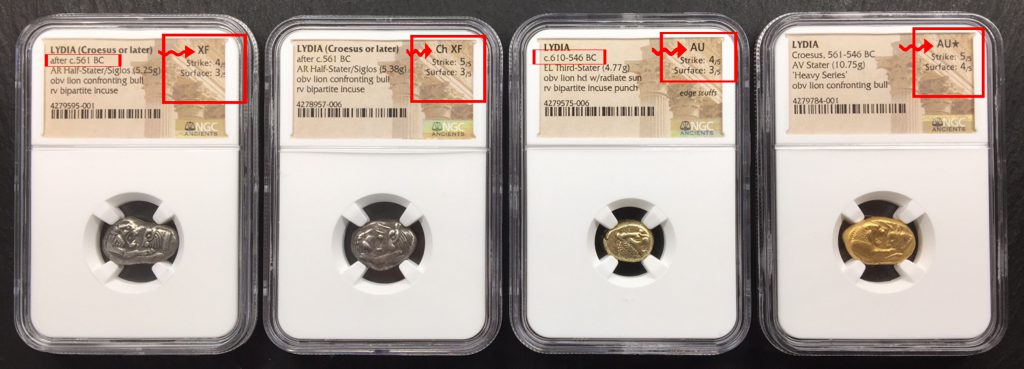 LYDIA (Croesus or later)
XF
after c.561 BC
Strike: 4/5
AR Half-Stater/Siglos (5.25g)
Surface: 3/5
obv lion confronting bull
rv bipartite incuse
4279595-001
NGC
ANCIENTS
LYDIA (Croesus or later)
Ch XF
after c.561 BC
Strike: 5/5
AR Half-Stater/Siglos (5.38g)
Surface: 3/5
obv lion confronting bull
rv bipartite incuse
4278957-006
NGC
ANCIENTS
LYDIA
AU
c.610-546 BC
Strike: 4/5
EL Third-Stater (4.77g)
Surface: 3/5
obv lion hd w/radiate sun
rv bipartite incuse punch
edge scuffs
4279575-006
NGC
ANCIENTS
LYDIA
AU★
Croesus, 561-546 BC
Strike: 5/5
AV Stater (10.75g)
Surface: 4/5
'Heavy Series'
obv lion confronting bull
4279784-001
NGC
ANCIENTS